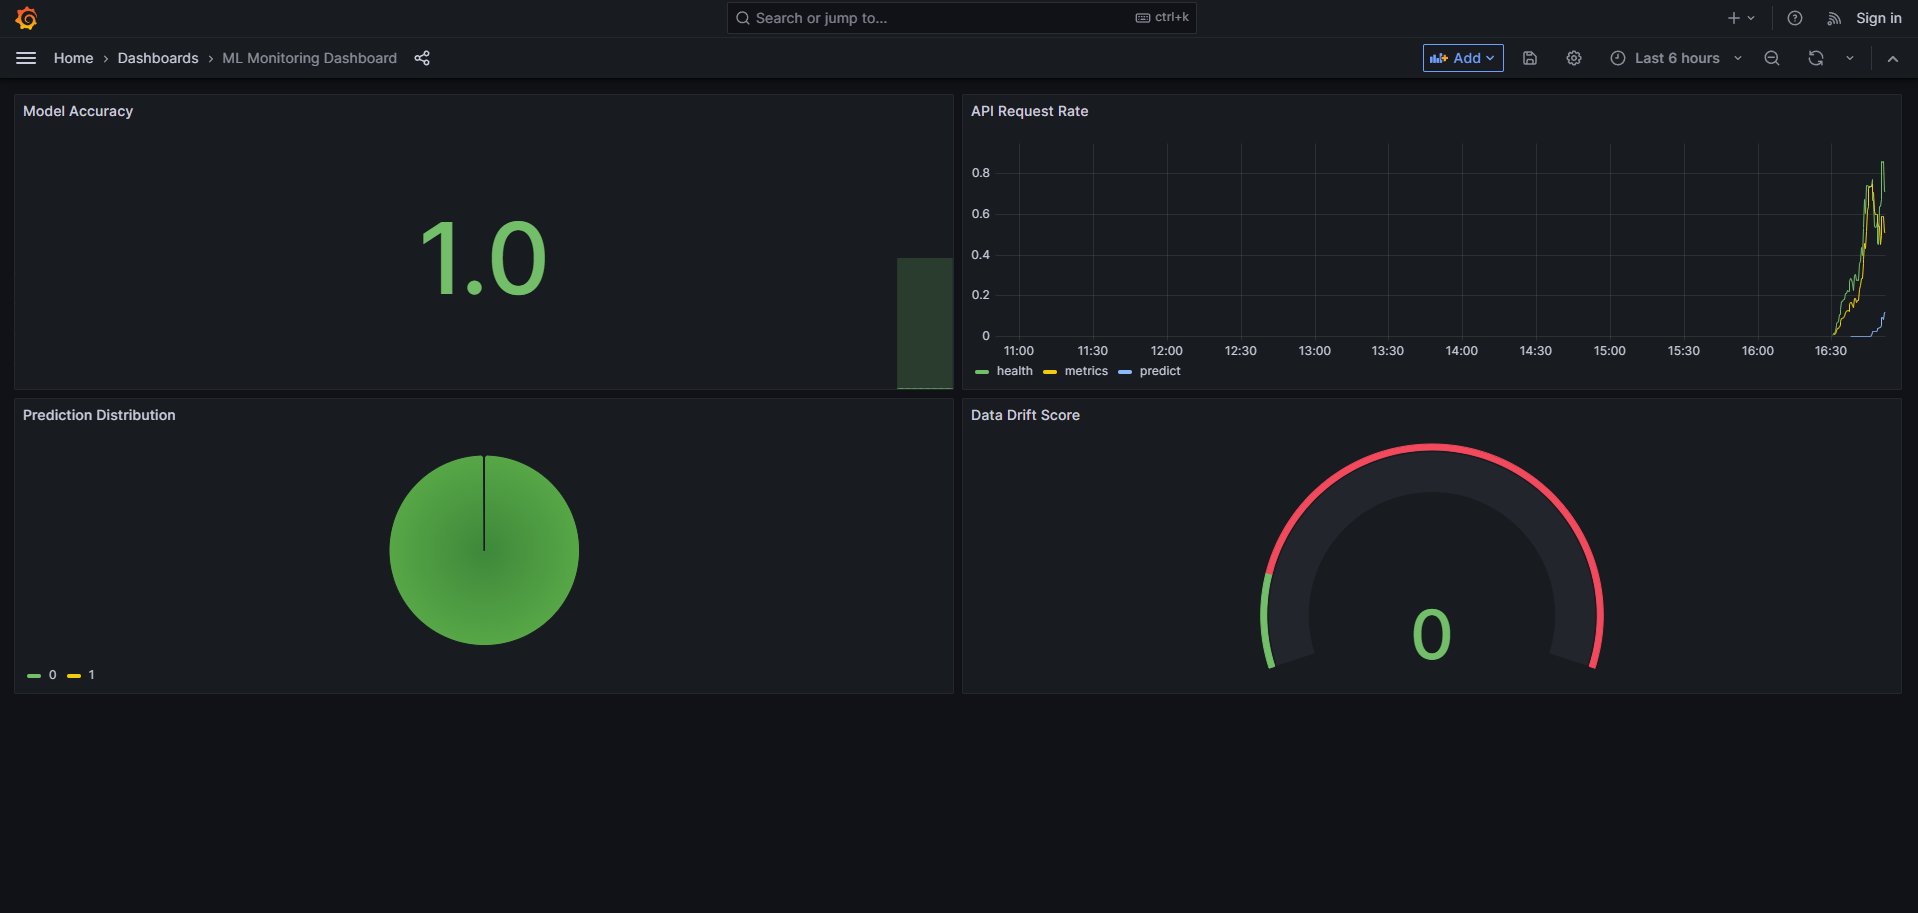 Search or jump to... ctrl+k Sign in
Home › Dashboards › ML Monitoring Dashboard Add Last 6 hours
Model Accuracy
1.0
API Request Rate
0.8
0.6
0.4
0.2
0
11:00 11:30 12:00 12:30 13:00 13:30 14:00 14:30 15:00 15:30 16:00 16:30
health metrics predict
Prediction Distribution
0 1
Data Drift Score
0